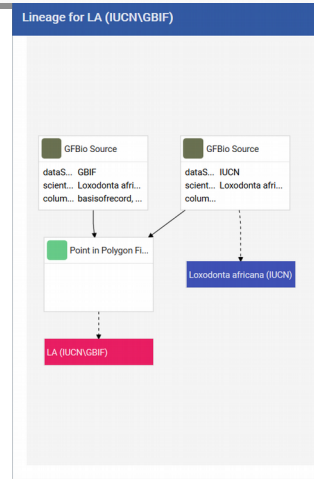 Lineage for LA (IUCN\GBIF)
GFBio Source
dataS... GBIF
scient... Loxodonta afri...
colum... basisofrecord, ...
GFBio Source
dataS... IUCN
scient... Loxodonta afri...
colum...
Point in Polygon Fi...
Loxodonta africana (IUCN)
LA (IUCN\GBIF)